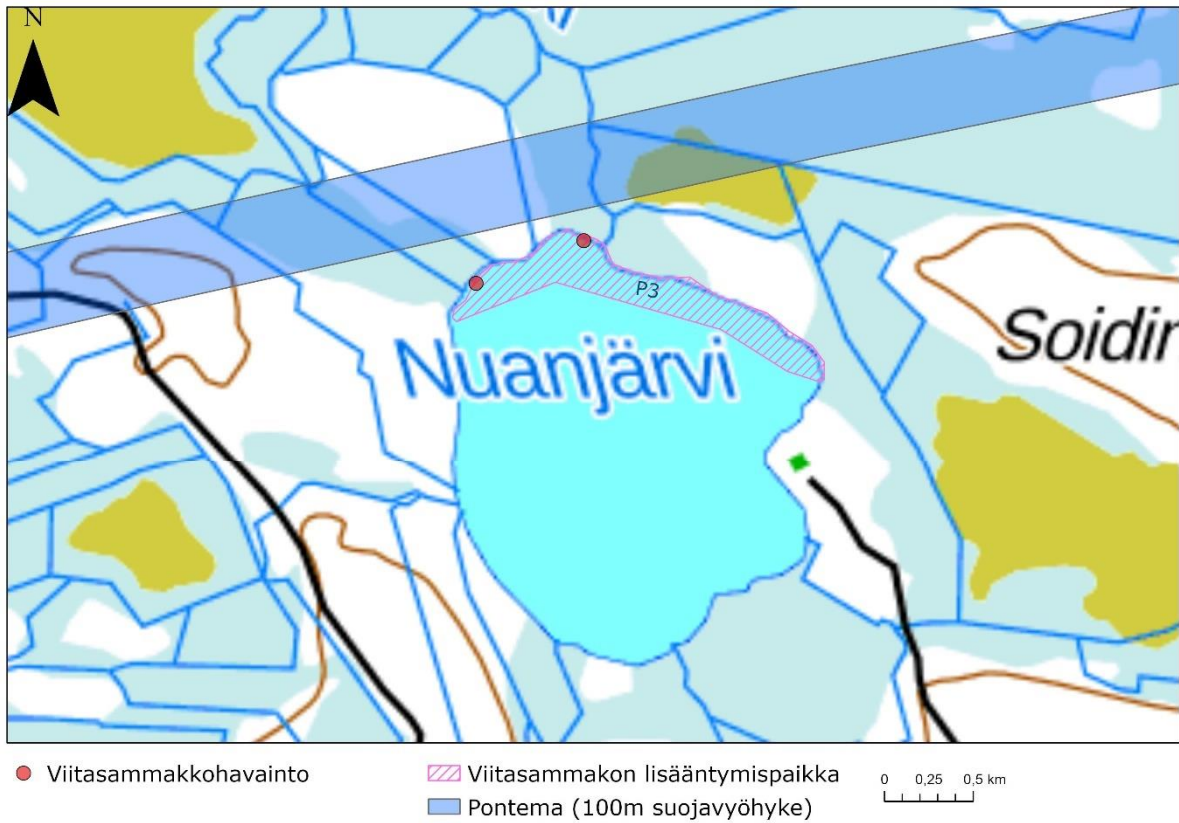 N
P3
Nuanjärvi
Soidin
Viitasammakkohavainto
Viitasammakon lisääntymispaikka
Pontema (100m suojavyöhyke)
0 0,25 0,5 km